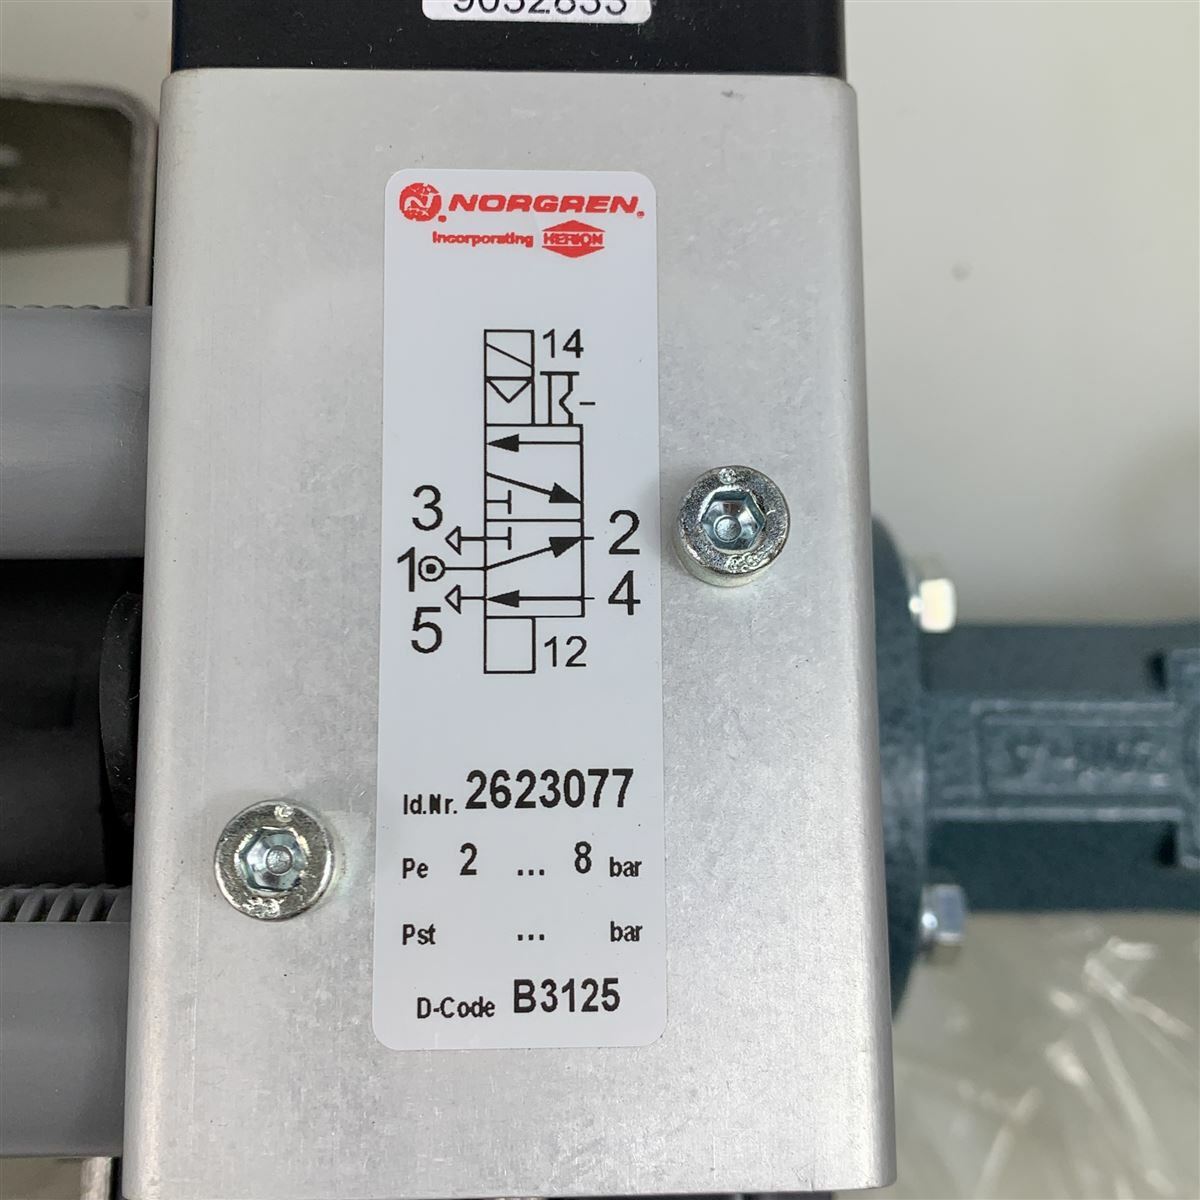 NORGREN.
Incorporating HERION
14
3
2
1
4
5
12
Id.Nr. 2623077
Pe 2 ... 8 bar
Pst ... bar
D-Code B3125